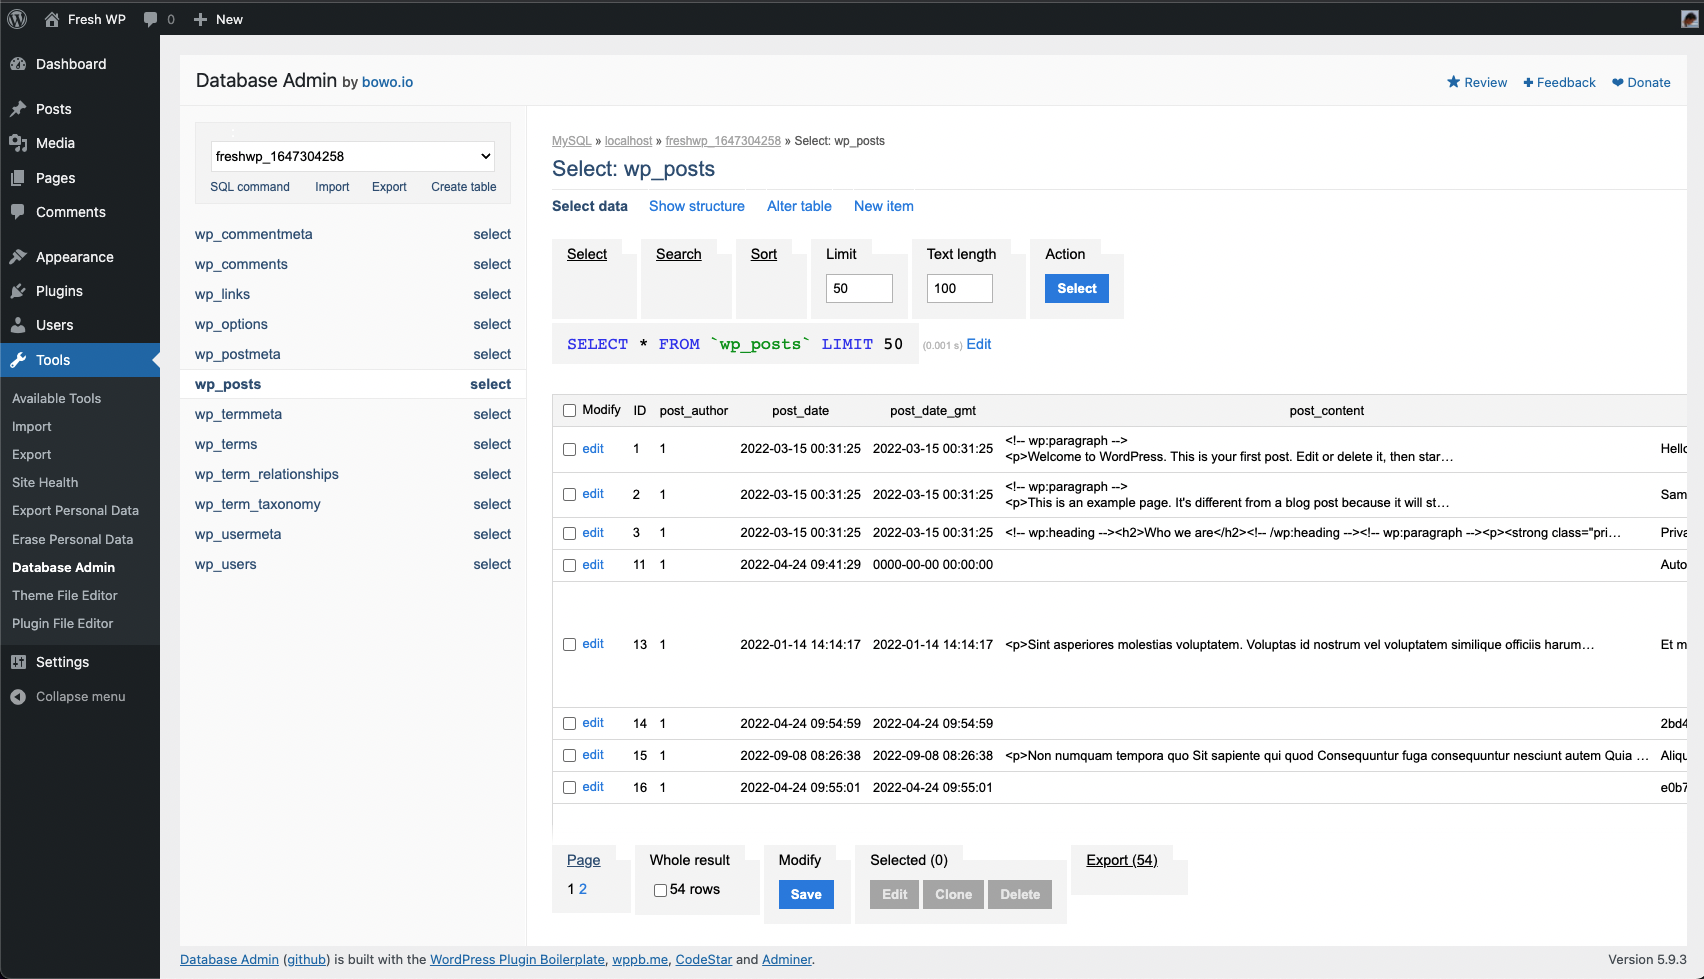 Fresh WP 0 New
Dashboard
Posts
Media
Pages
Comments
Appearance
Plugins
Users
Tools
Available Tools
Import
Export
Site Health
Export Personal Data
Erase Personal Data
Database Admin
Theme File Editor
Plugin File Editor
Settings
Collapse menu
Database Admin by bowo.io
Review Feedback Donate
freshwp_1647304258
SQL command Import Export Create table
wp_commentmeta select
wp_comments select
wp_links select
wp_options select
wp_postmeta select
wp_posts select
wp_termmeta select
wp_terms select
wp_term_relationships select
wp_term_taxonomy select
wp_usermeta select
wp_users select
MySQL » localhost » freshwp_1647304258 » Select: wp_posts
Select: wp_posts
Select data Show structure Alter table New item
Select Search Sort Limit Text length Action
50 100 Select
SELECT * FROM `wp_posts` LIMIT 50 (0.001 s) Edit
Modify ID post_author post_date post_date_gmt post_content
edit 1 1 2022-03-15 00:31:25 2022-03-15 00:31:25 <!-- wp:paragraph -->
<p>Welcome to WordPress. This is your first post. Edit or delete it, then star… Hello
edit 2 1 2022-03-15 00:31:25 2022-03-15 00:31:25 <!-- wp:paragraph -->
<p>This is an example page. It's different from a blog post because it will st… Sam
edit 3 1 2022-03-15 00:31:25 2022-03-15 00:31:25 <!-- wp:heading --><h2>Who we are</h2><!-- /wp:heading --><!-- wp:paragraph --><p><strong class="pri… Priva
edit 11 1 2022-04-24 09:41:29 0000-00-00 00:00:00 Auto
edit 13 1 2022-01-14 14:14:17 2022-01-14 14:14:17 <p>Sint asperiores molestias voluptatem. Voluptas id nostrum vel voluptatem similique officiis harum… Et m
edit 14 1 2022-04-24 09:54:59 2022-04-24 09:54:59 2bd4
edit 15 1 2022-09-08 08:26:38 2022-09-08 08:26:38 <p>Non numquam tempora quo Sit sapiente qui quod Consequuntur fuga consequuntur nesciunt autem Quia … Aliqu
edit 16 1 2022-04-24 09:55:01 2022-04-24 09:55:01 e0b7
Page Whole result Modify Selected (0) Export (54)
1 2 54 rows Save Edit Clone Delete
Database Admin (github) is built with the WordPress Plugin Boilerplate, wppb.me, CodeStar and Adminer.
Version 5.9.3